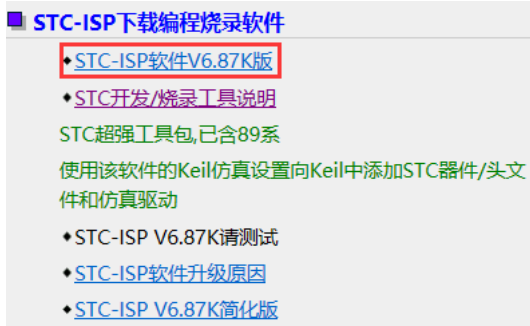 STC-ISP下载编程烧录软件
STC-ISP软件V6.87K版
STC开发/烧录工具说明
STC超强工具包,已含89系
使用该软件的Keil仿真设置向Keil中添加STC器件/头文
件和仿真驱动
STC-ISP V6.87K请测试
STC-ISP软件升级原因
STC-ISP V6.87K简化版